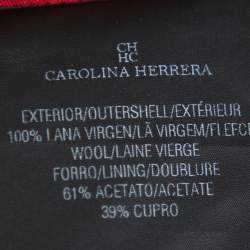 CH
HC
CAROLINA HERRERA
EXTERIOR/OUTERSHELL/EXTÉRIEUR
100% LANA VIRGEN/LÃ VIRGEM/FLEECE
WOOL/LAINE VIERGE
FORRO/LINING/DOUBLURE
61% ACETATO/ACETATE
39% CUPRO